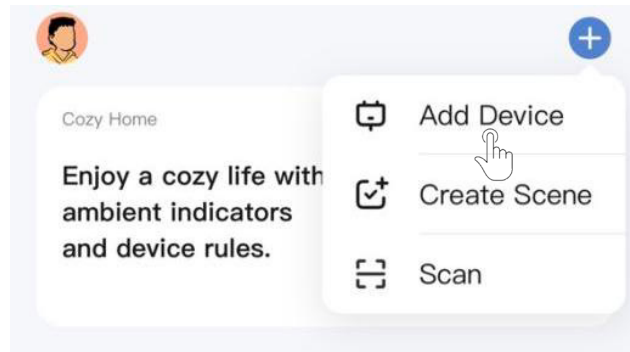 Cozy Home
Enjoy a cozy life with
ambient indicators
and device rules.
Add Device
Create Scene
Scan